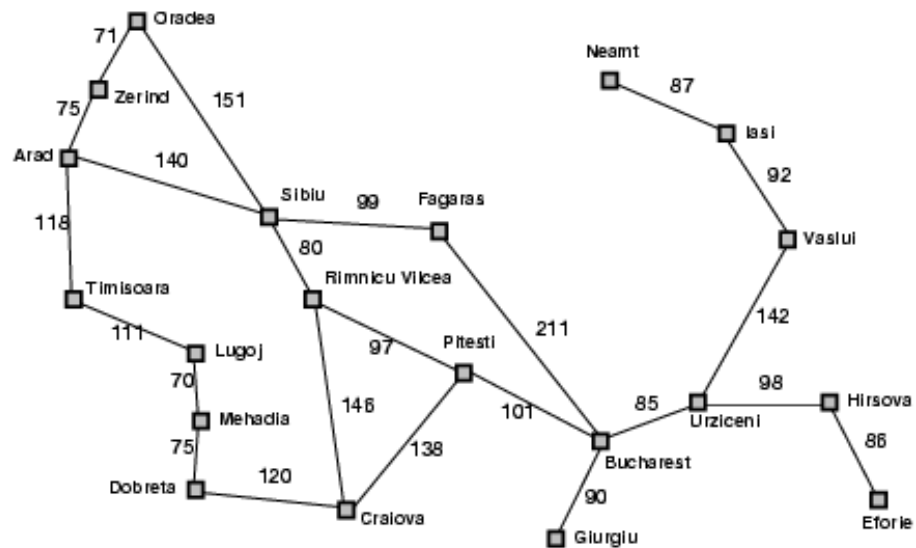 Oradea
71
Neamt
87
Zerind
151
75
Iasi
Arad
140
92
Sibiu
99
Fagaras
118
80
Vaslui
Timisoara
Rimnicu Vilcea
111
Lugoj
97
Pitesti
211
142
70
98
Hirsova
146
101
85
Mehadia
138
Urziceni
86
75
Bucharest
Dobreta
120
90
Craiova
Eforie
Giurgiu